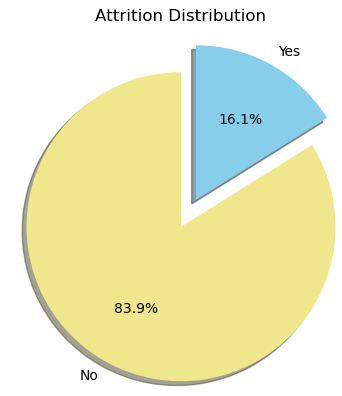 Attrition Distribution
Yes
16.1%
83.9%
No